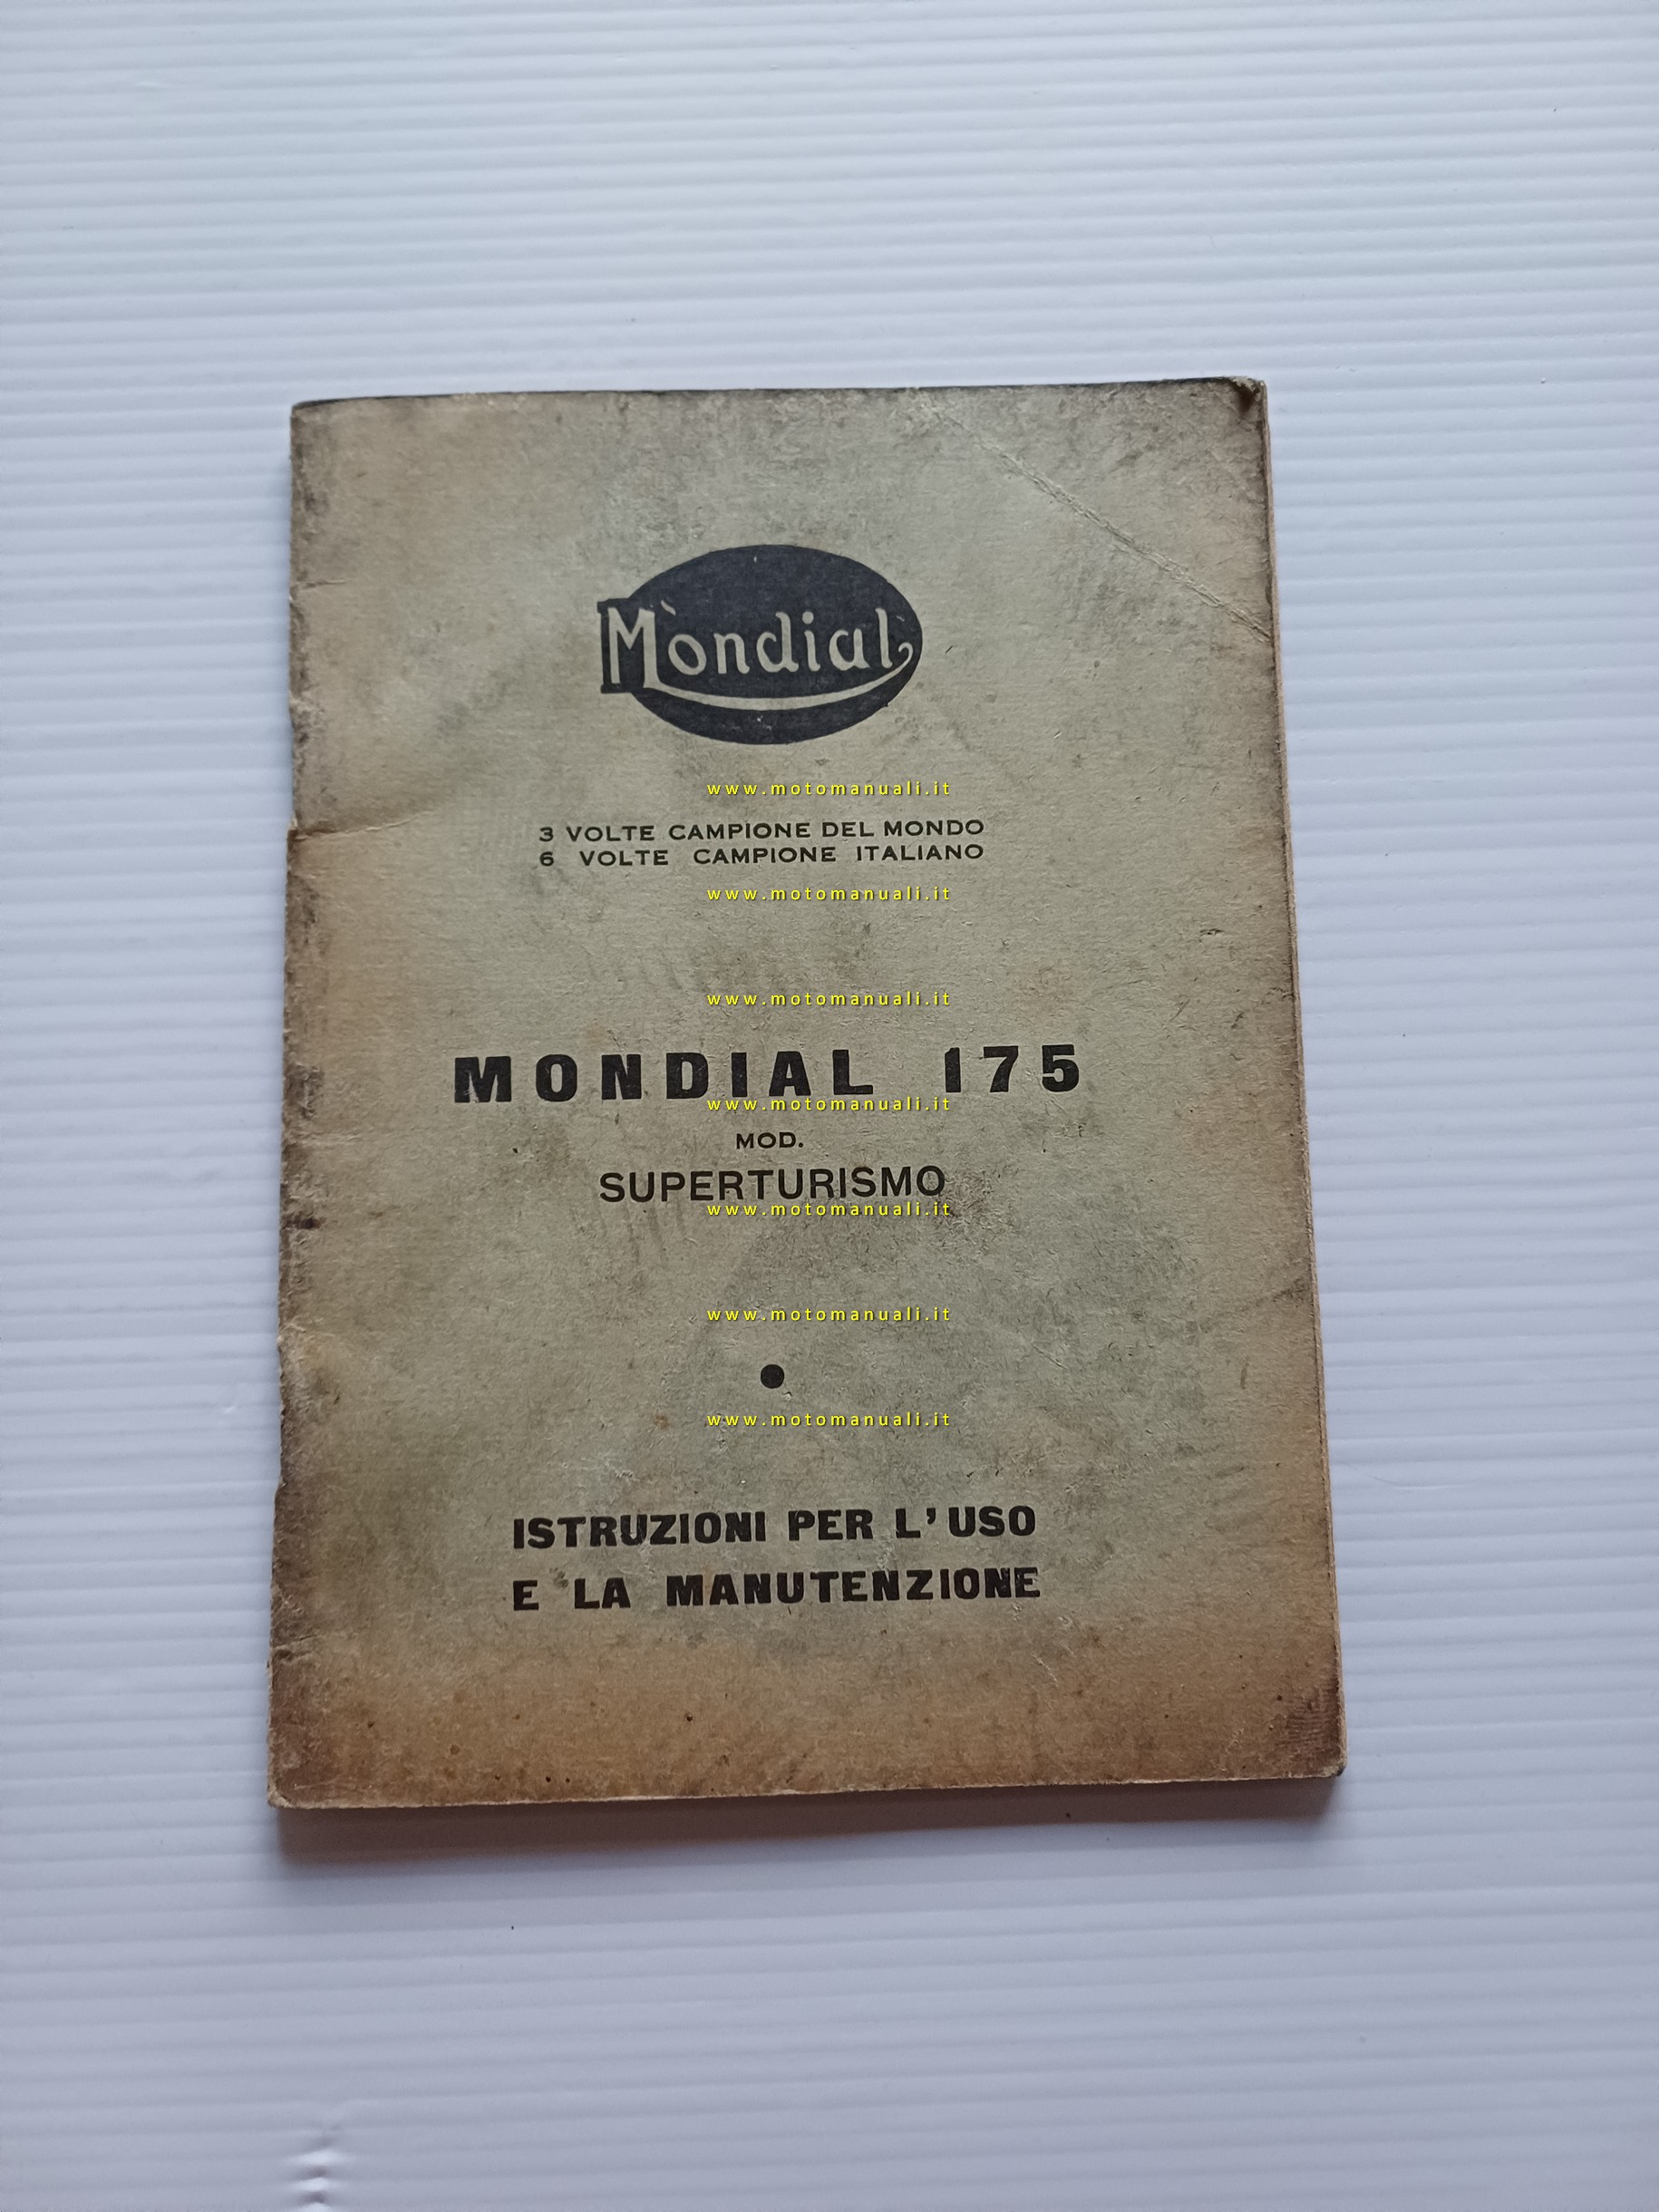 Mòndial
www.motomanuali.it
3 VOLTE CAMPIONE DEL MONDO
6 VOLTE CAMPIONE ITALIANO
www.motomanuali.it
www.motomanuali.it
MONDIAL 175
www.motomanuali.it
MOD.
SUPERTURISMO
www.motomanuali.it
www.motomanuali.it
www.motomanuali.it
ISTRUZIONI PER L'USO
E LA MANUTENZIONE